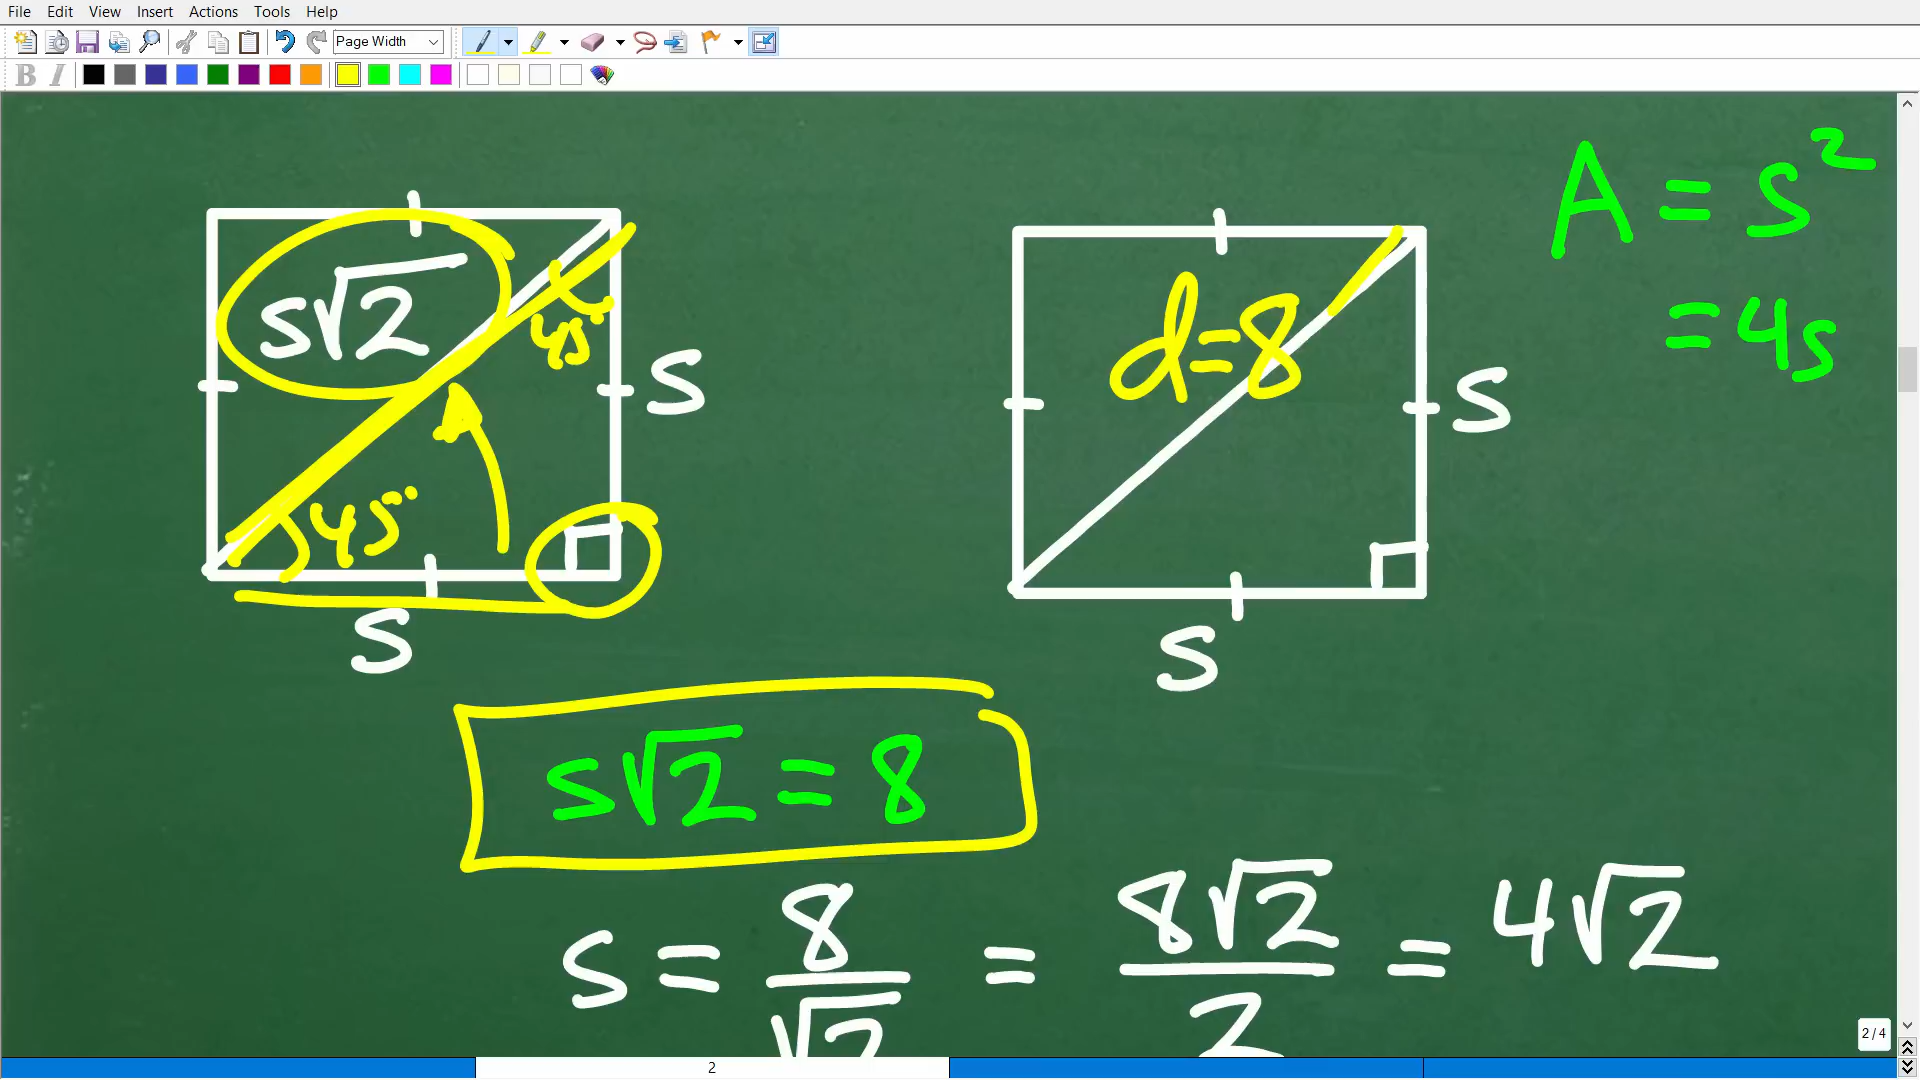 File Edit View Insert Actions Tools Help
Page Width
B I
A = s²
= 4s
s√2
45°
45°
s
s
d=8
s
s
s√2 = 8
s = 8/√2 = 8√2/2 = 4√2
2 / 4
2